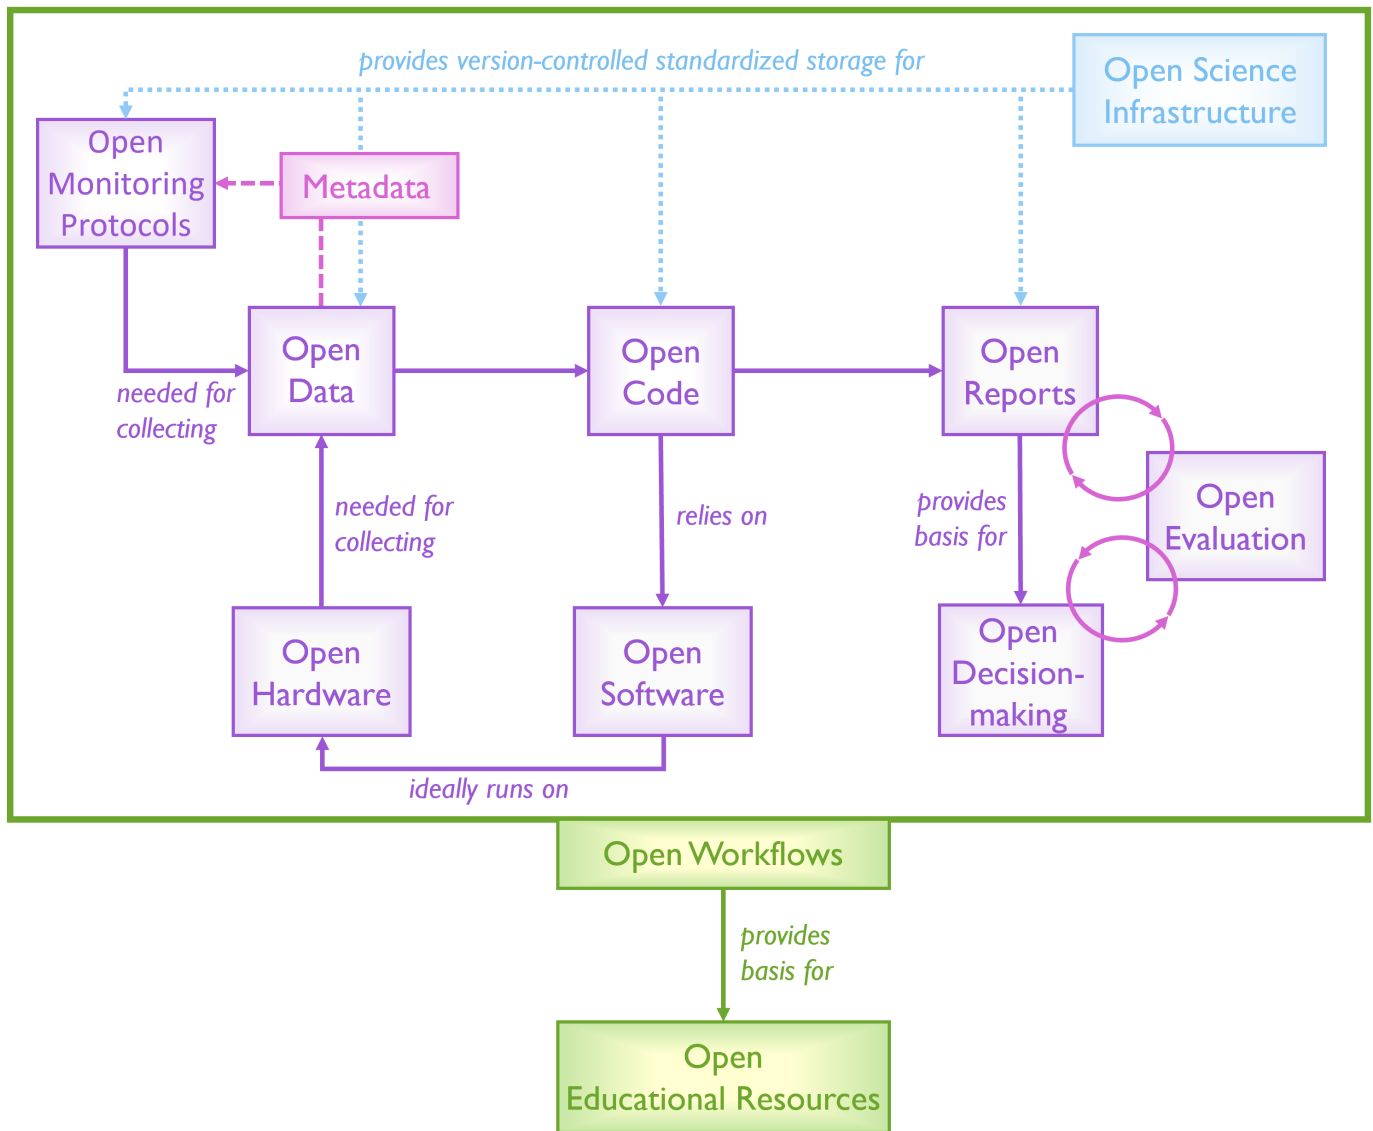 provides version-controlled standardized storage for
Open Science
Infrastructure
Open
Monitoring
Protocols
Metadata
Open
Data
Open
Code
Open
Reports
needed for
collecting
needed for
collecting
relies on
provides
basis for
Open
Evaluation
Open
Hardware
Open
Software
Open
Decision-
making
ideally runs on
Open Workflows
provides
basis for
Open
Educational Resources